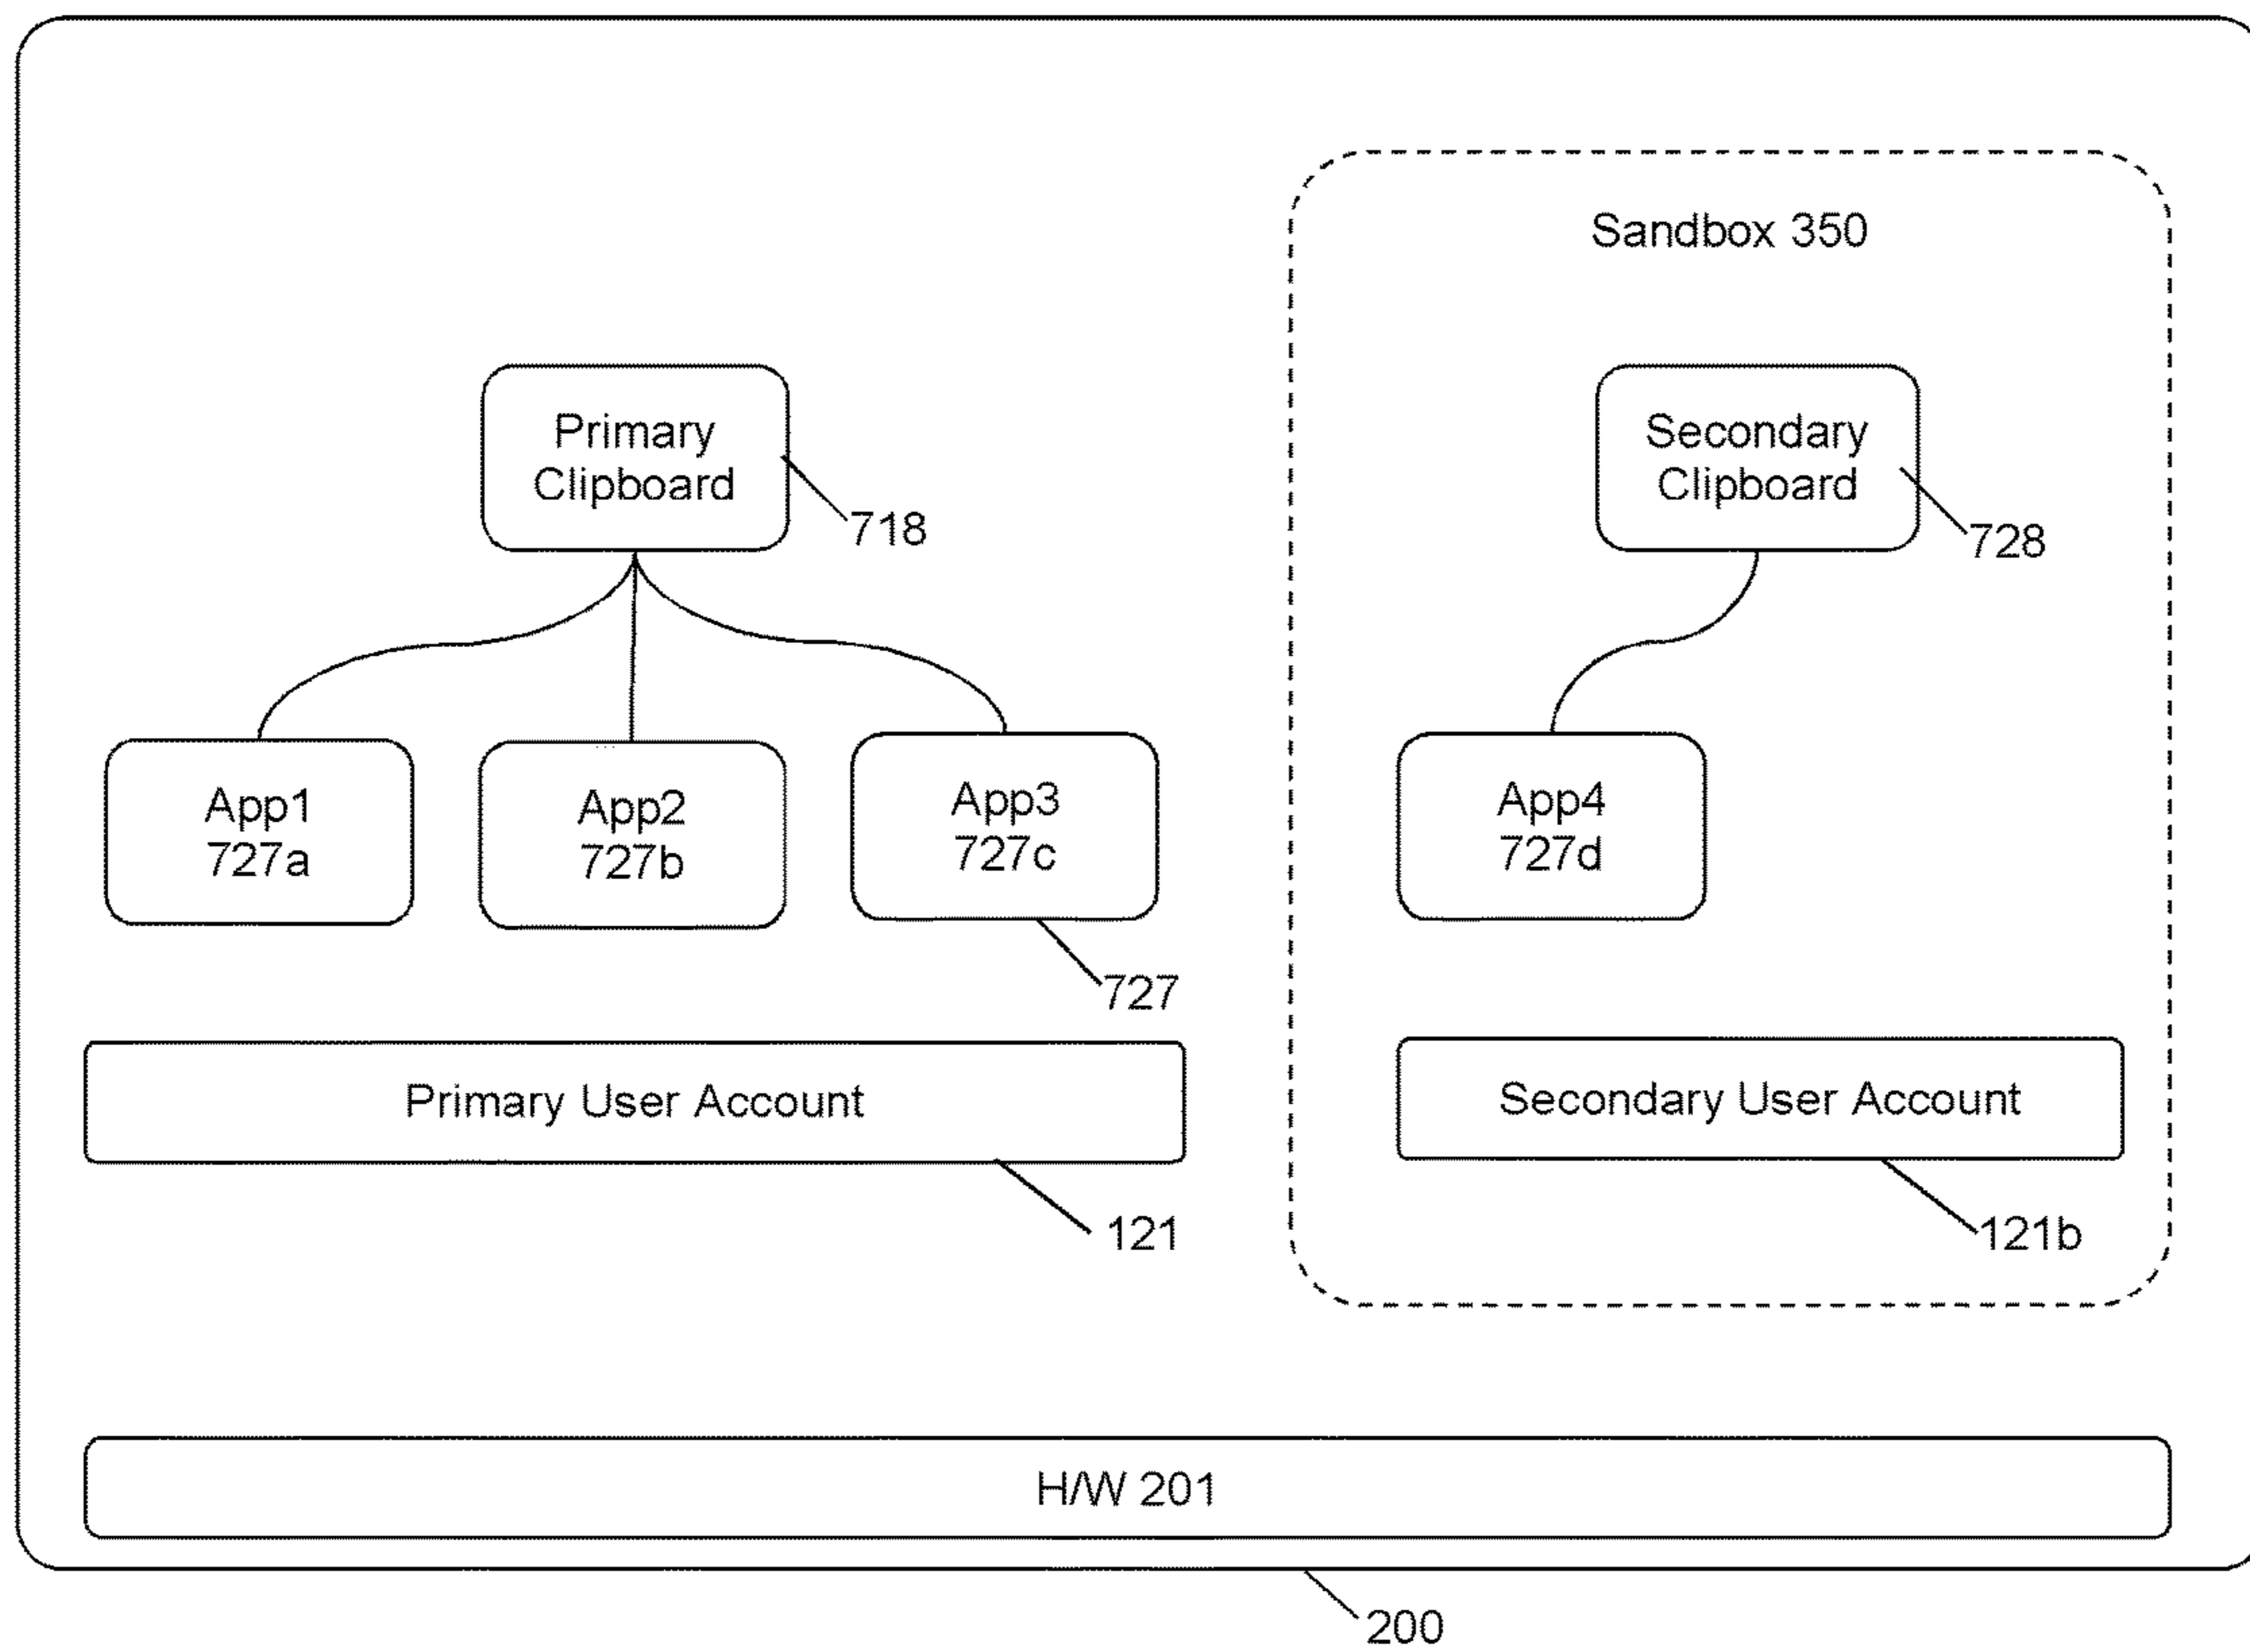 Sandbox 350
Primary
Clipboard
718
Secondary
Clipboard
728
App1
727a
App2
727b
App3
727c
727
App4
727d
Primary User Account
121
Secondary User Account
121b
H/W 201
200